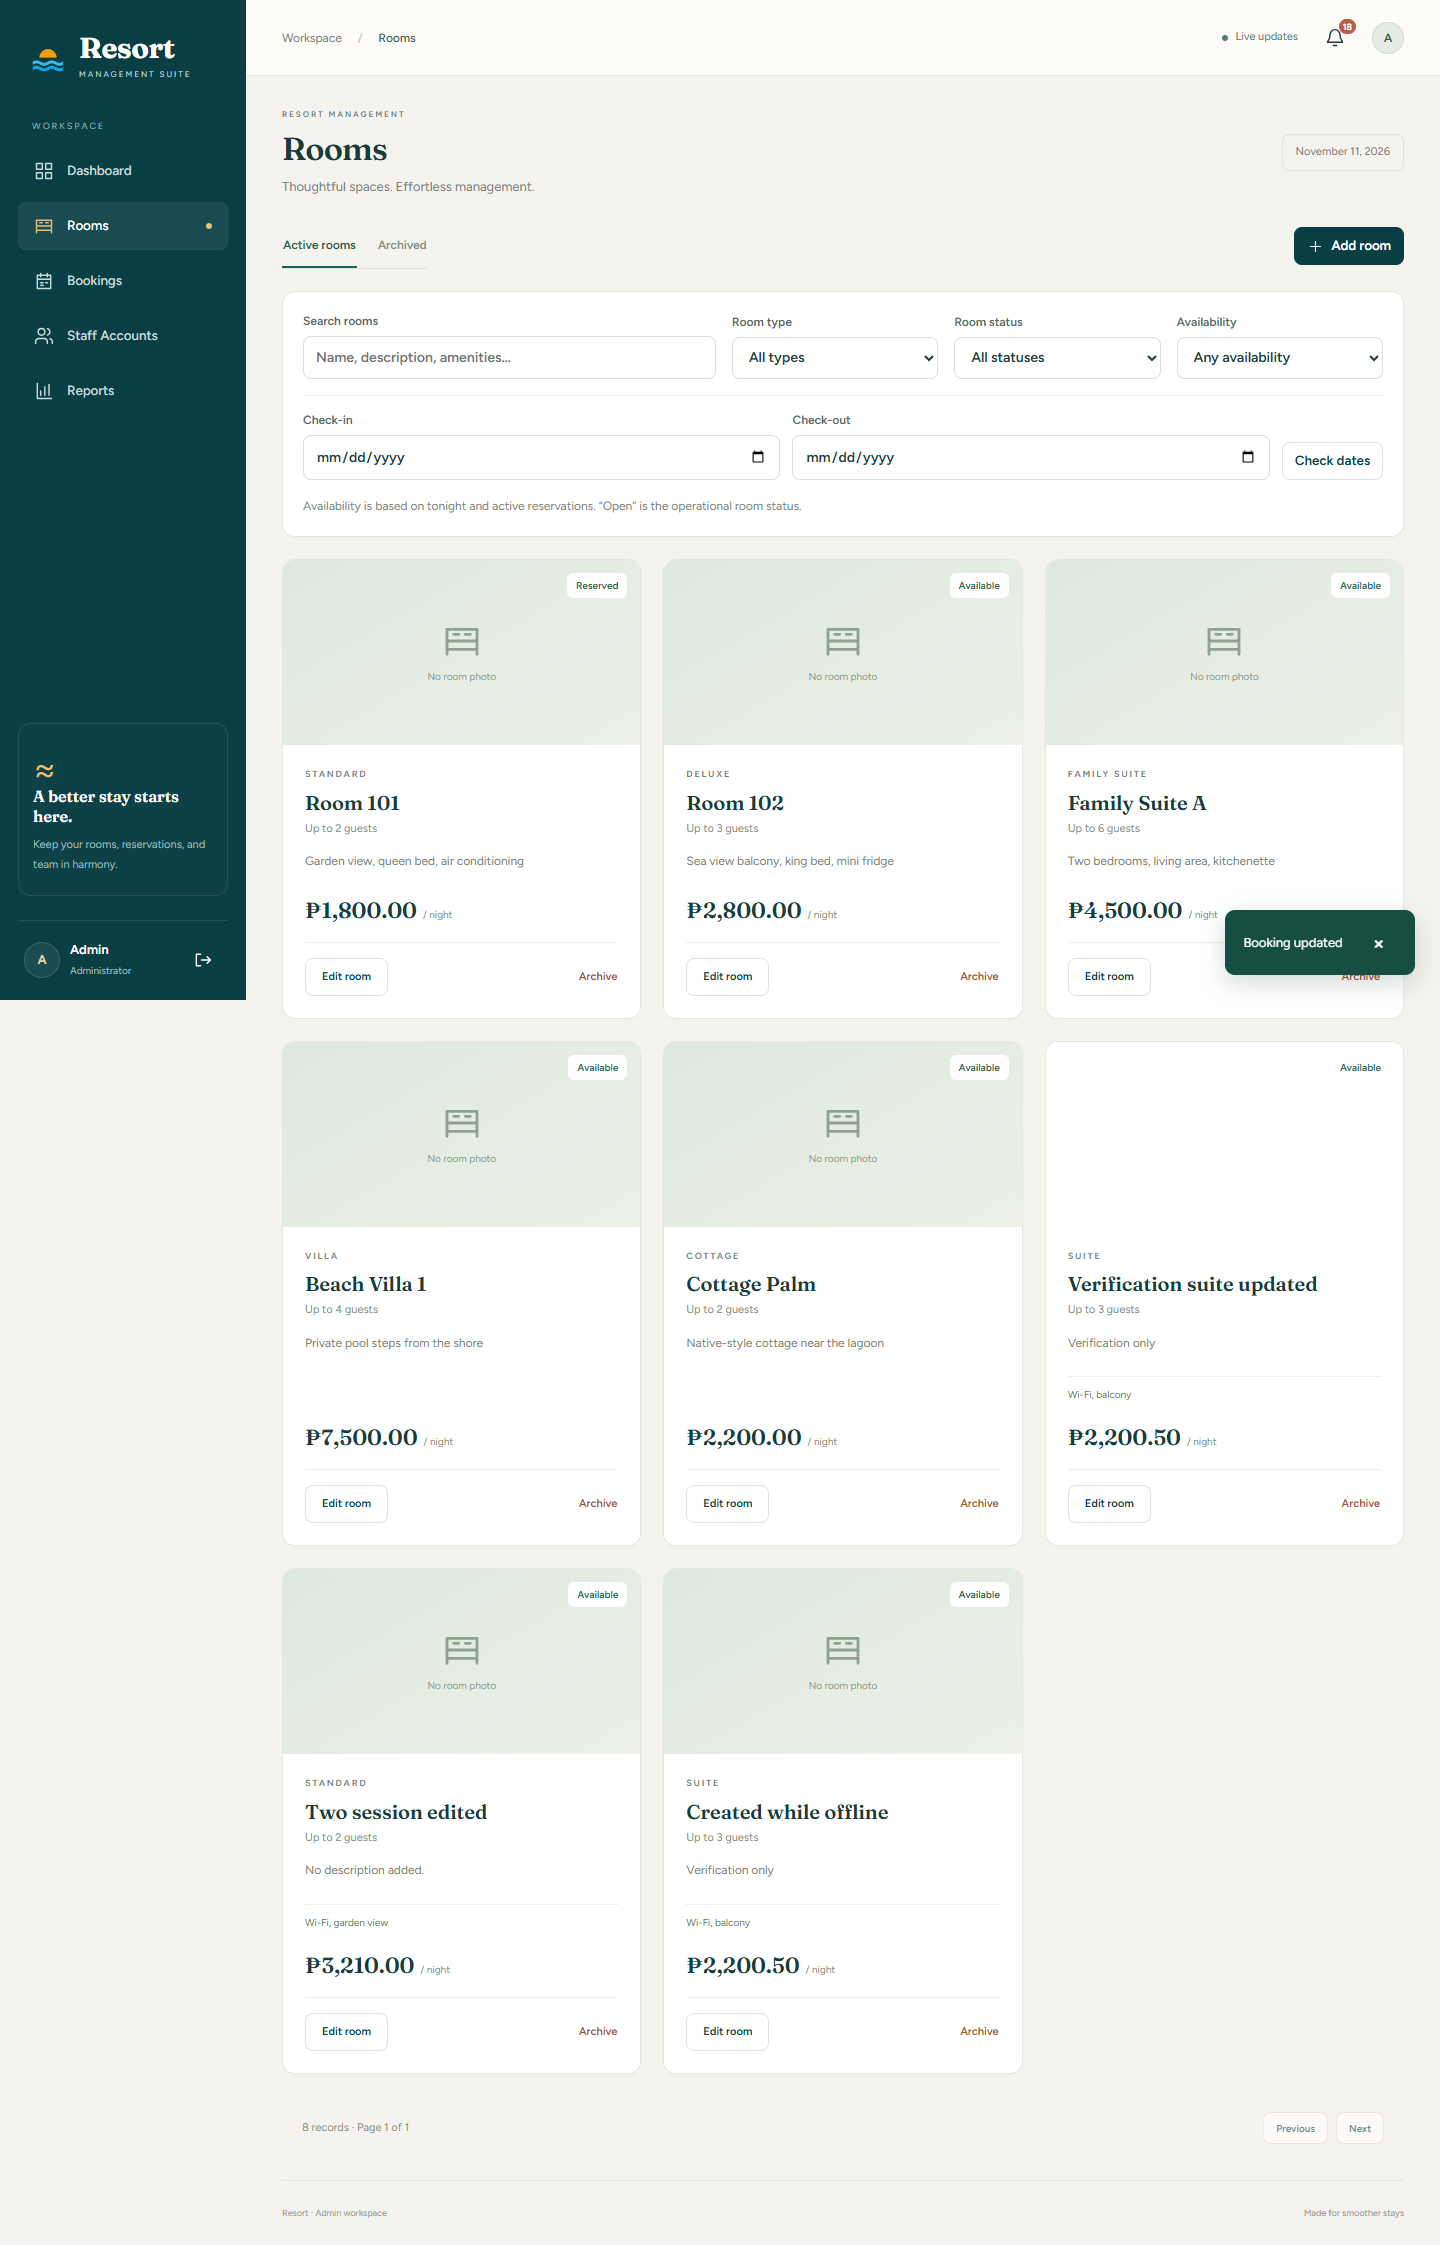 Resort
MANAGEMENT SUITE
WORKSPACE
Dashboard
Rooms
Bookings
Staff Accounts
Reports
A better stay starts
here.
Keep your rooms, reservations, and
team in harmony.
A
Admin
Administrator
Workspace / Rooms
Live updates
18
A
RESORT MANAGEMENT
Rooms
Thoughtful spaces. Effortless management.
November 11, 2026
Active rooms
Archived
Add room
Search rooms
Room type
Room status
Availability
Name, description, amenities...
All types
All statuses
Any availability
Check-in
Check-out
mm/dd/yyyy
mm/dd/yyyy
Check dates
Availability is based on tonight and active reservations. “Open” is the operational room status.
Reserved
No room photo
STANDARD
Room 101
Up to 2 guests
Garden view, queen bed, air conditioning
₱1,800.00 / night
Edit room
Archive
Available
No room photo
DELUXE
Room 102
Up to 3 guests
Sea view balcony, king bed, mini fridge
₱2,800.00 / night
Edit room
Archive
Available
No room photo
FAMILY SUITE
Family Suite A
Up to 6 guests
Two bedrooms, living area, kitchenette
₱4,500.00 / night
Edit room
Archive
Booking updated ×
Available
No room photo
VILLA
Beach Villa 1
Up to 4 guests
Private pool steps from the shore
₱7,500.00 / night
Edit room
Archive
Available
No room photo
COTTAGE
Cottage Palm
Up to 2 guests
Native-style cottage near the lagoon
₱2,200.00 / night
Edit room
Archive
Available
SUITE
Verification suite updated
Up to 3 guests
Verification only
Wi-Fi, balcony
₱2,200.50 / night
Edit room
Archive
Available
No room photo
STANDARD
Two session edited
Up to 2 guests
No description added.
Wi-Fi, garden view
₱3,210.00 / night
Edit room
Archive
Available
No room photo
SUITE
Created while offline
Up to 3 guests
Verification only
Wi-Fi, balcony
₱2,200.50 / night
Edit room
Archive
8 records · Page 1 of 1
Previous
Next
Resort · Admin workspace
Made for smoother stays